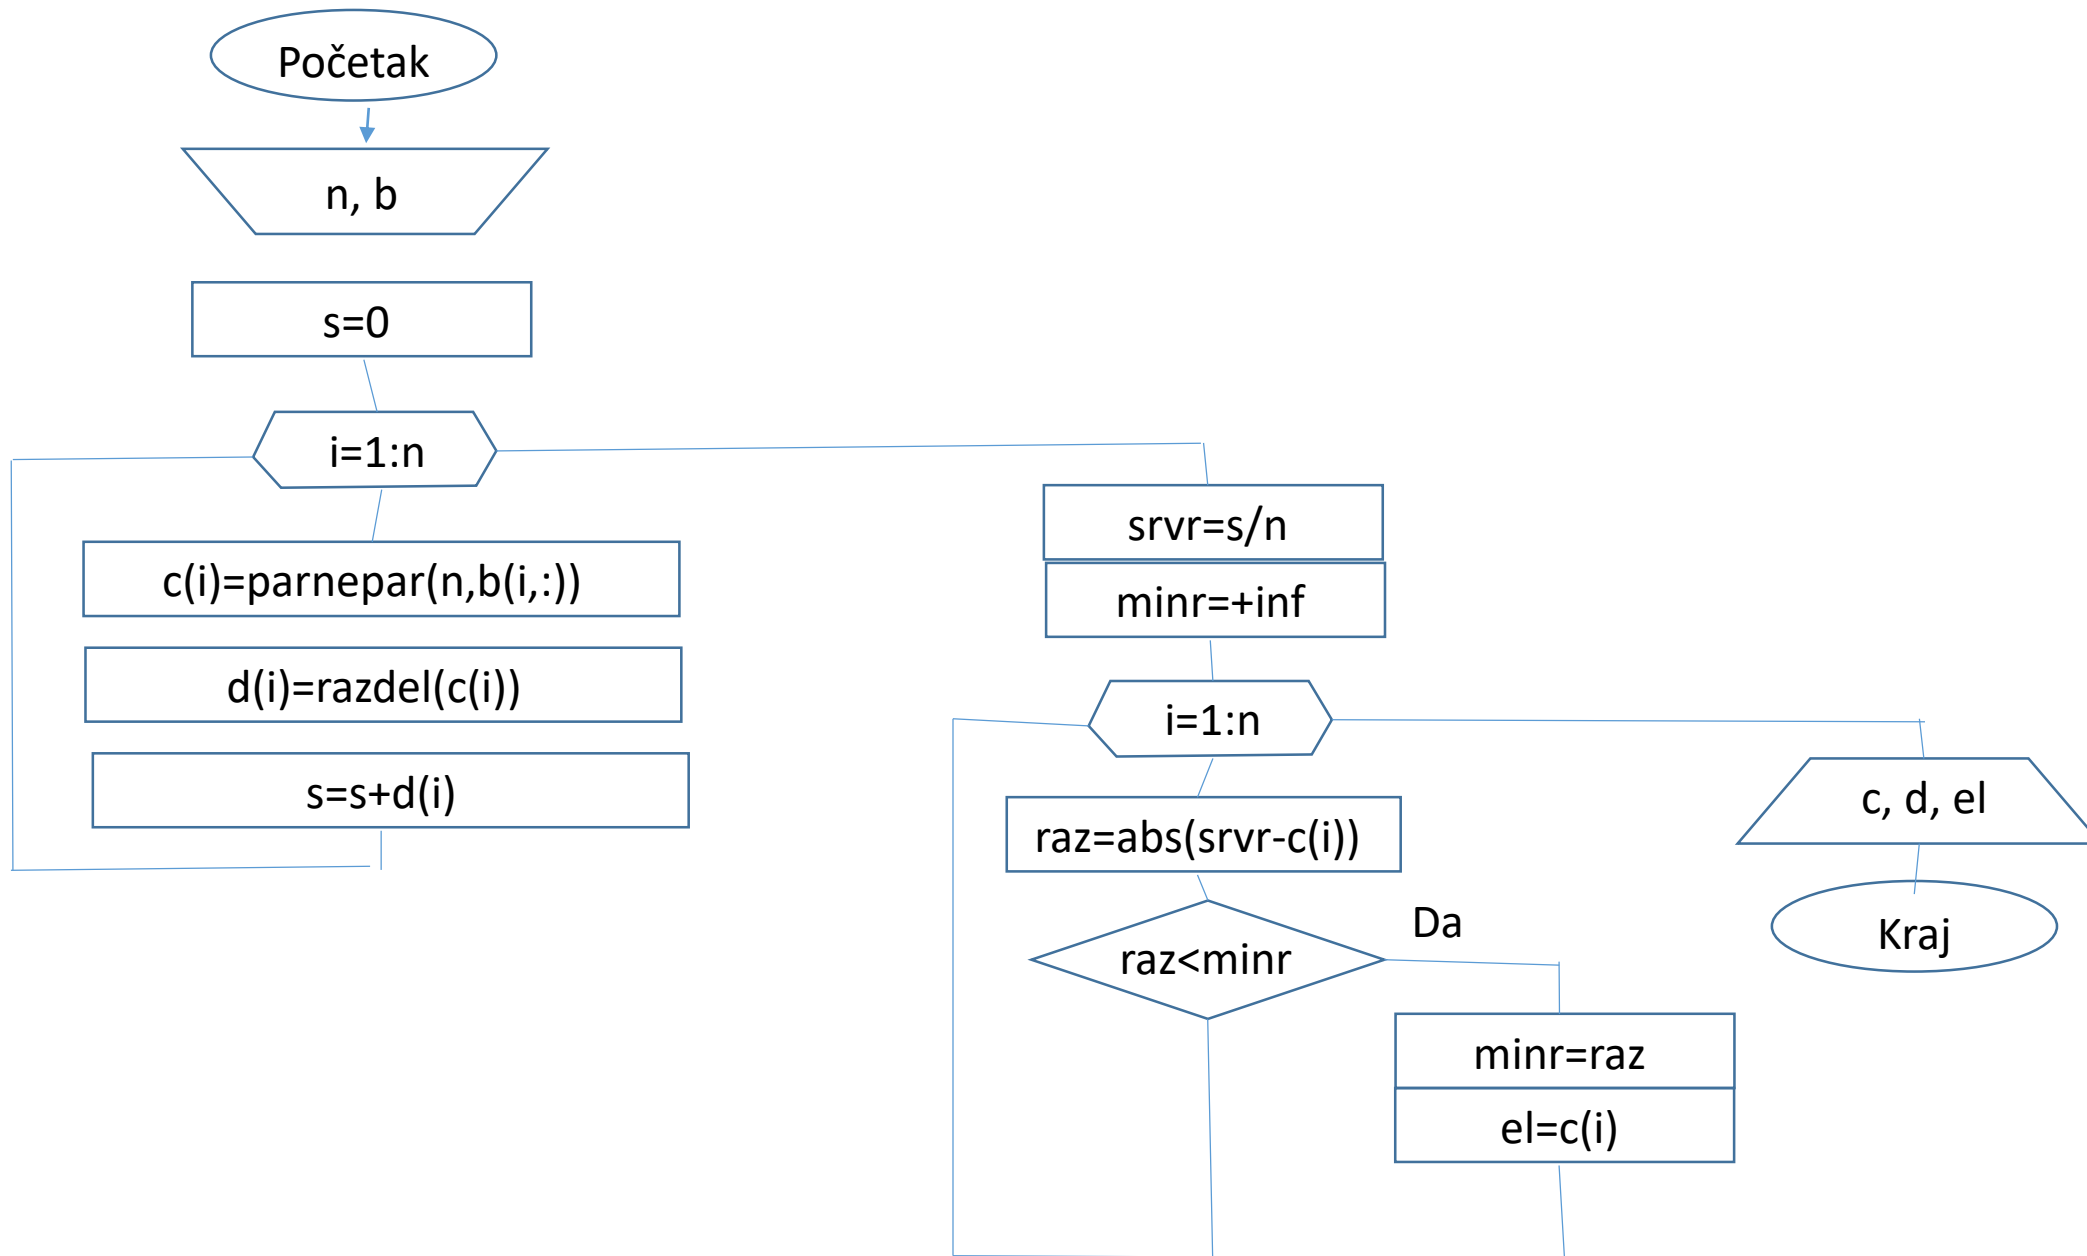 Početak
n, b
s=0
i=1:n
c(i)=parnepar(n,b(i,:))
d(i)=razdel(c(i))
s=s+d(i)
srvr=s/n
minr=+inf
i=1:n
raz=abs(srvr-c(i))
raz<minr
Da
minr=raz
el=c(i)
c, d, el
Kraj